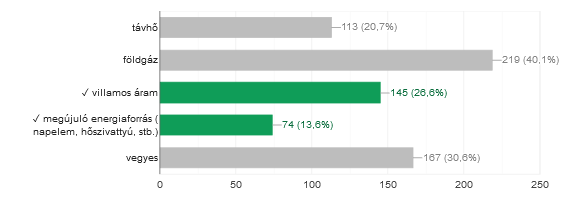 távhő
113 (20,7%)
földgáz
219 (40,1%)
✓ villamos áram
145 (26,6%)
✓ megújuló energiaforrás (
napelem, hőszivattyú, stb.)
74 (13,6%)
vegyes
167 (30,6%)
0 50 100 150 200 250